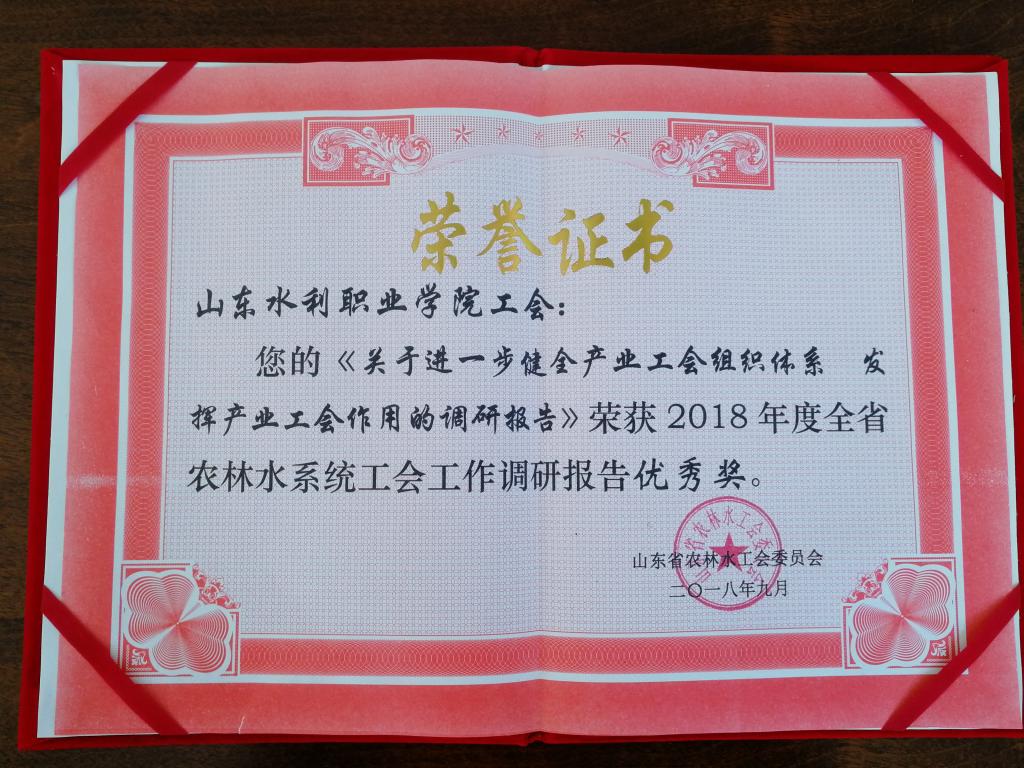 荣誉证书
山东水利职业学院工会：
您的《关于进一步健全产业工会组织体系 发
挥产业工会作用的调研报告》荣获2018年度全省
农林水系统工会工作调研报告优秀奖。
山东省农林水工会委员会
二〇一八年九月